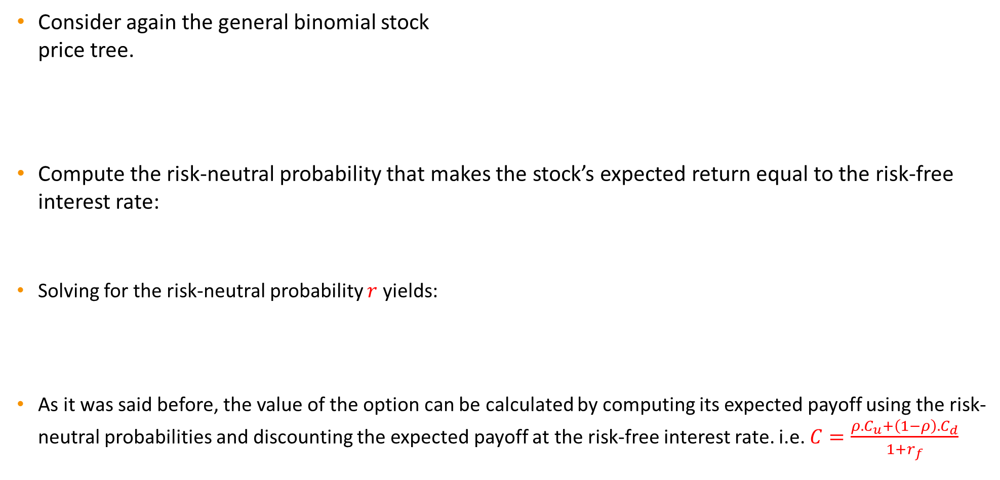 • Consider again the general binomial stock
price tree.
• Compute the risk-neutral probability that makes the stock’s expected return equal to the risk-free
interest rate:
• Solving for the risk-neutral probability r yields:
• As it was said before, the value of the option can be calculated by computing its expected payoff using the risk-
neutral probabilities and discounting the expected payoff at the risk-free interest rate. i.e. C = \frac{ρ.C_u+(1−ρ).C_d}{1+r_f}